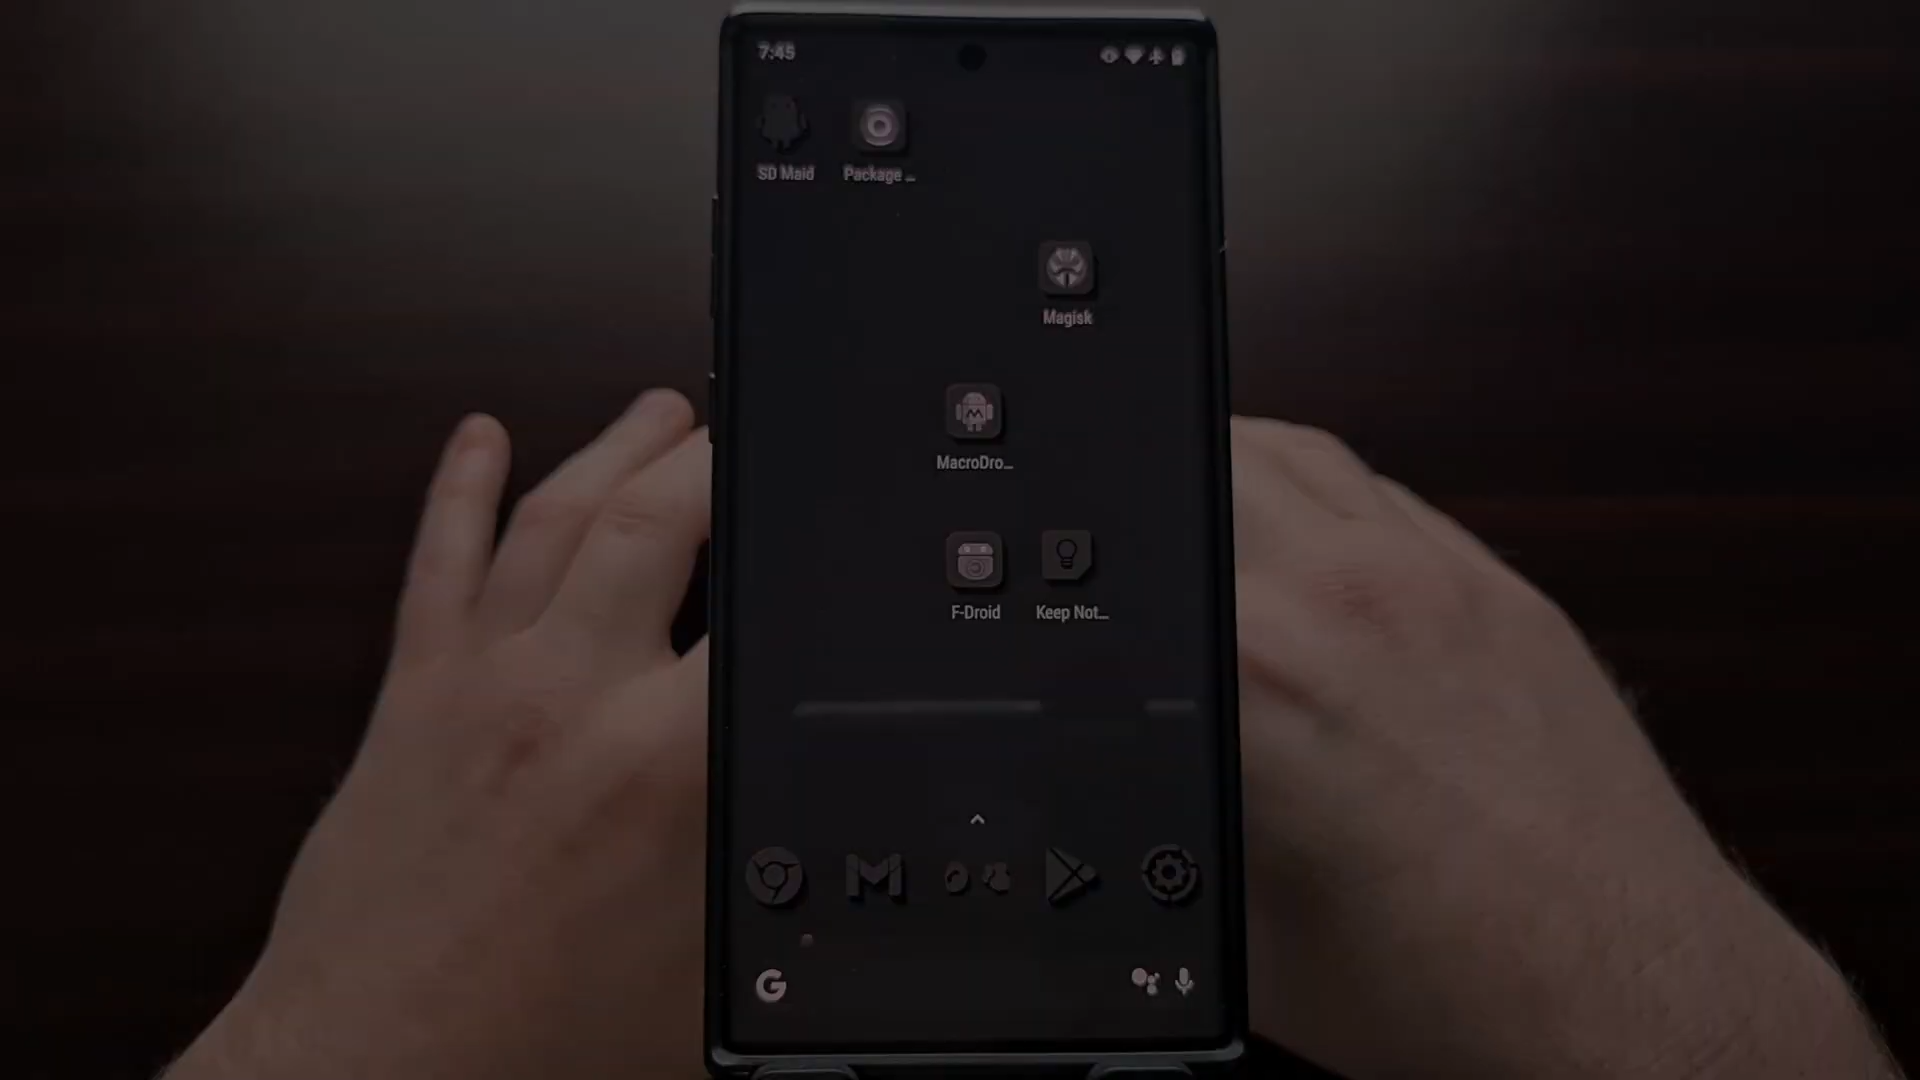 7:45
SD Maid
Package ...
Magisk
MacroDro...
F-Droid
Keep Not...
G